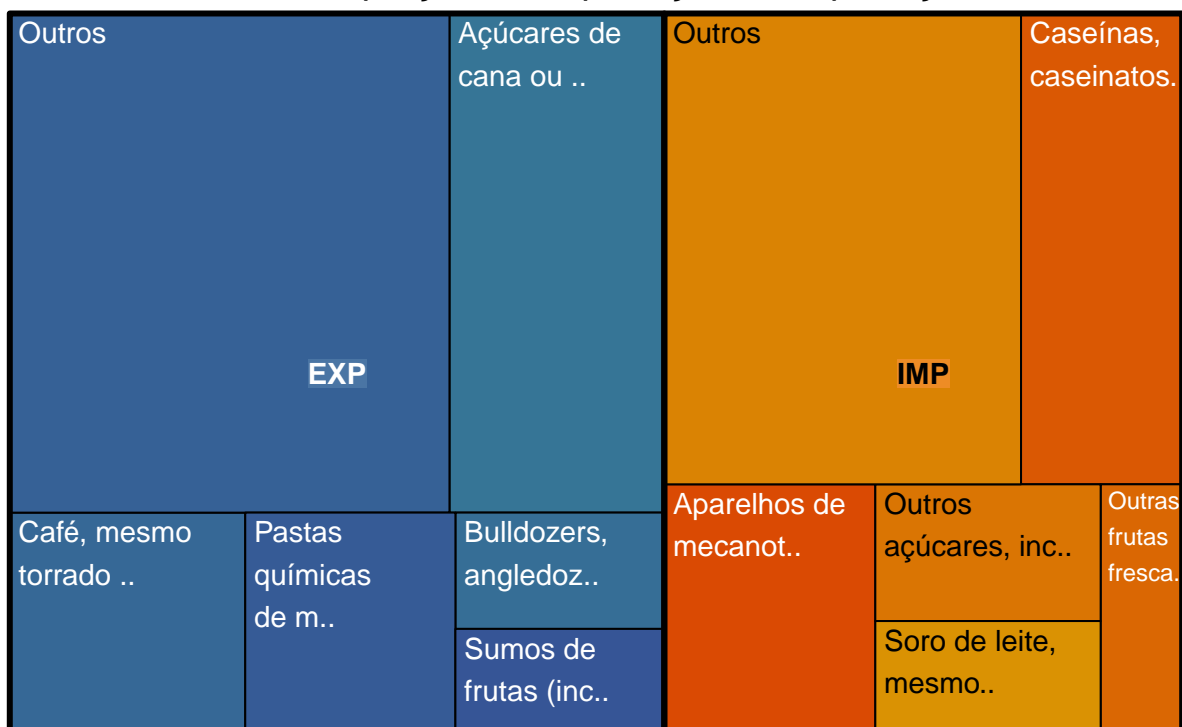 Outros
Açúcares de
cana ou ..
EXP
Café, mesmo
torrado ..
Pastas
químicas
de m..
Bulldozers,
angledoz..
Sumos de
frutas (inc..
Outros
Caseínas,
caseinatos.
IMP
Aparelhos de
mecanot..
Outros
açúcares, inc..
Soro de leite,
mesmo..
Outras
frutas
fresca.